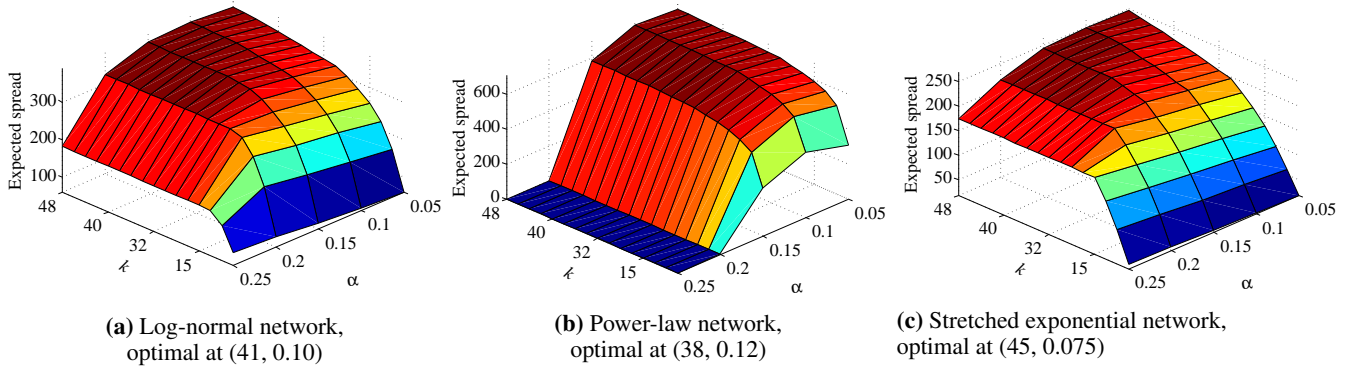 Expected spread
300
200
100
48
40
32
15
k
0.25
0.2
0.15
0.1
0.05
α
(a) Log-normal network,
optimal at (41, 0.10)
Expected spread
600
400
200
0
48
40
32
15
k
0.25
0.2
0.15
0.1
0.05
α
(b) Power-law network,
optimal at (38, 0.12)
Expected spread
250
200
150
100
50
48
40
32
15
k
0.25
0.2
0.15
0.1
0.05
α
(c) Stretched exponential network,
optimal at (45, 0.075)